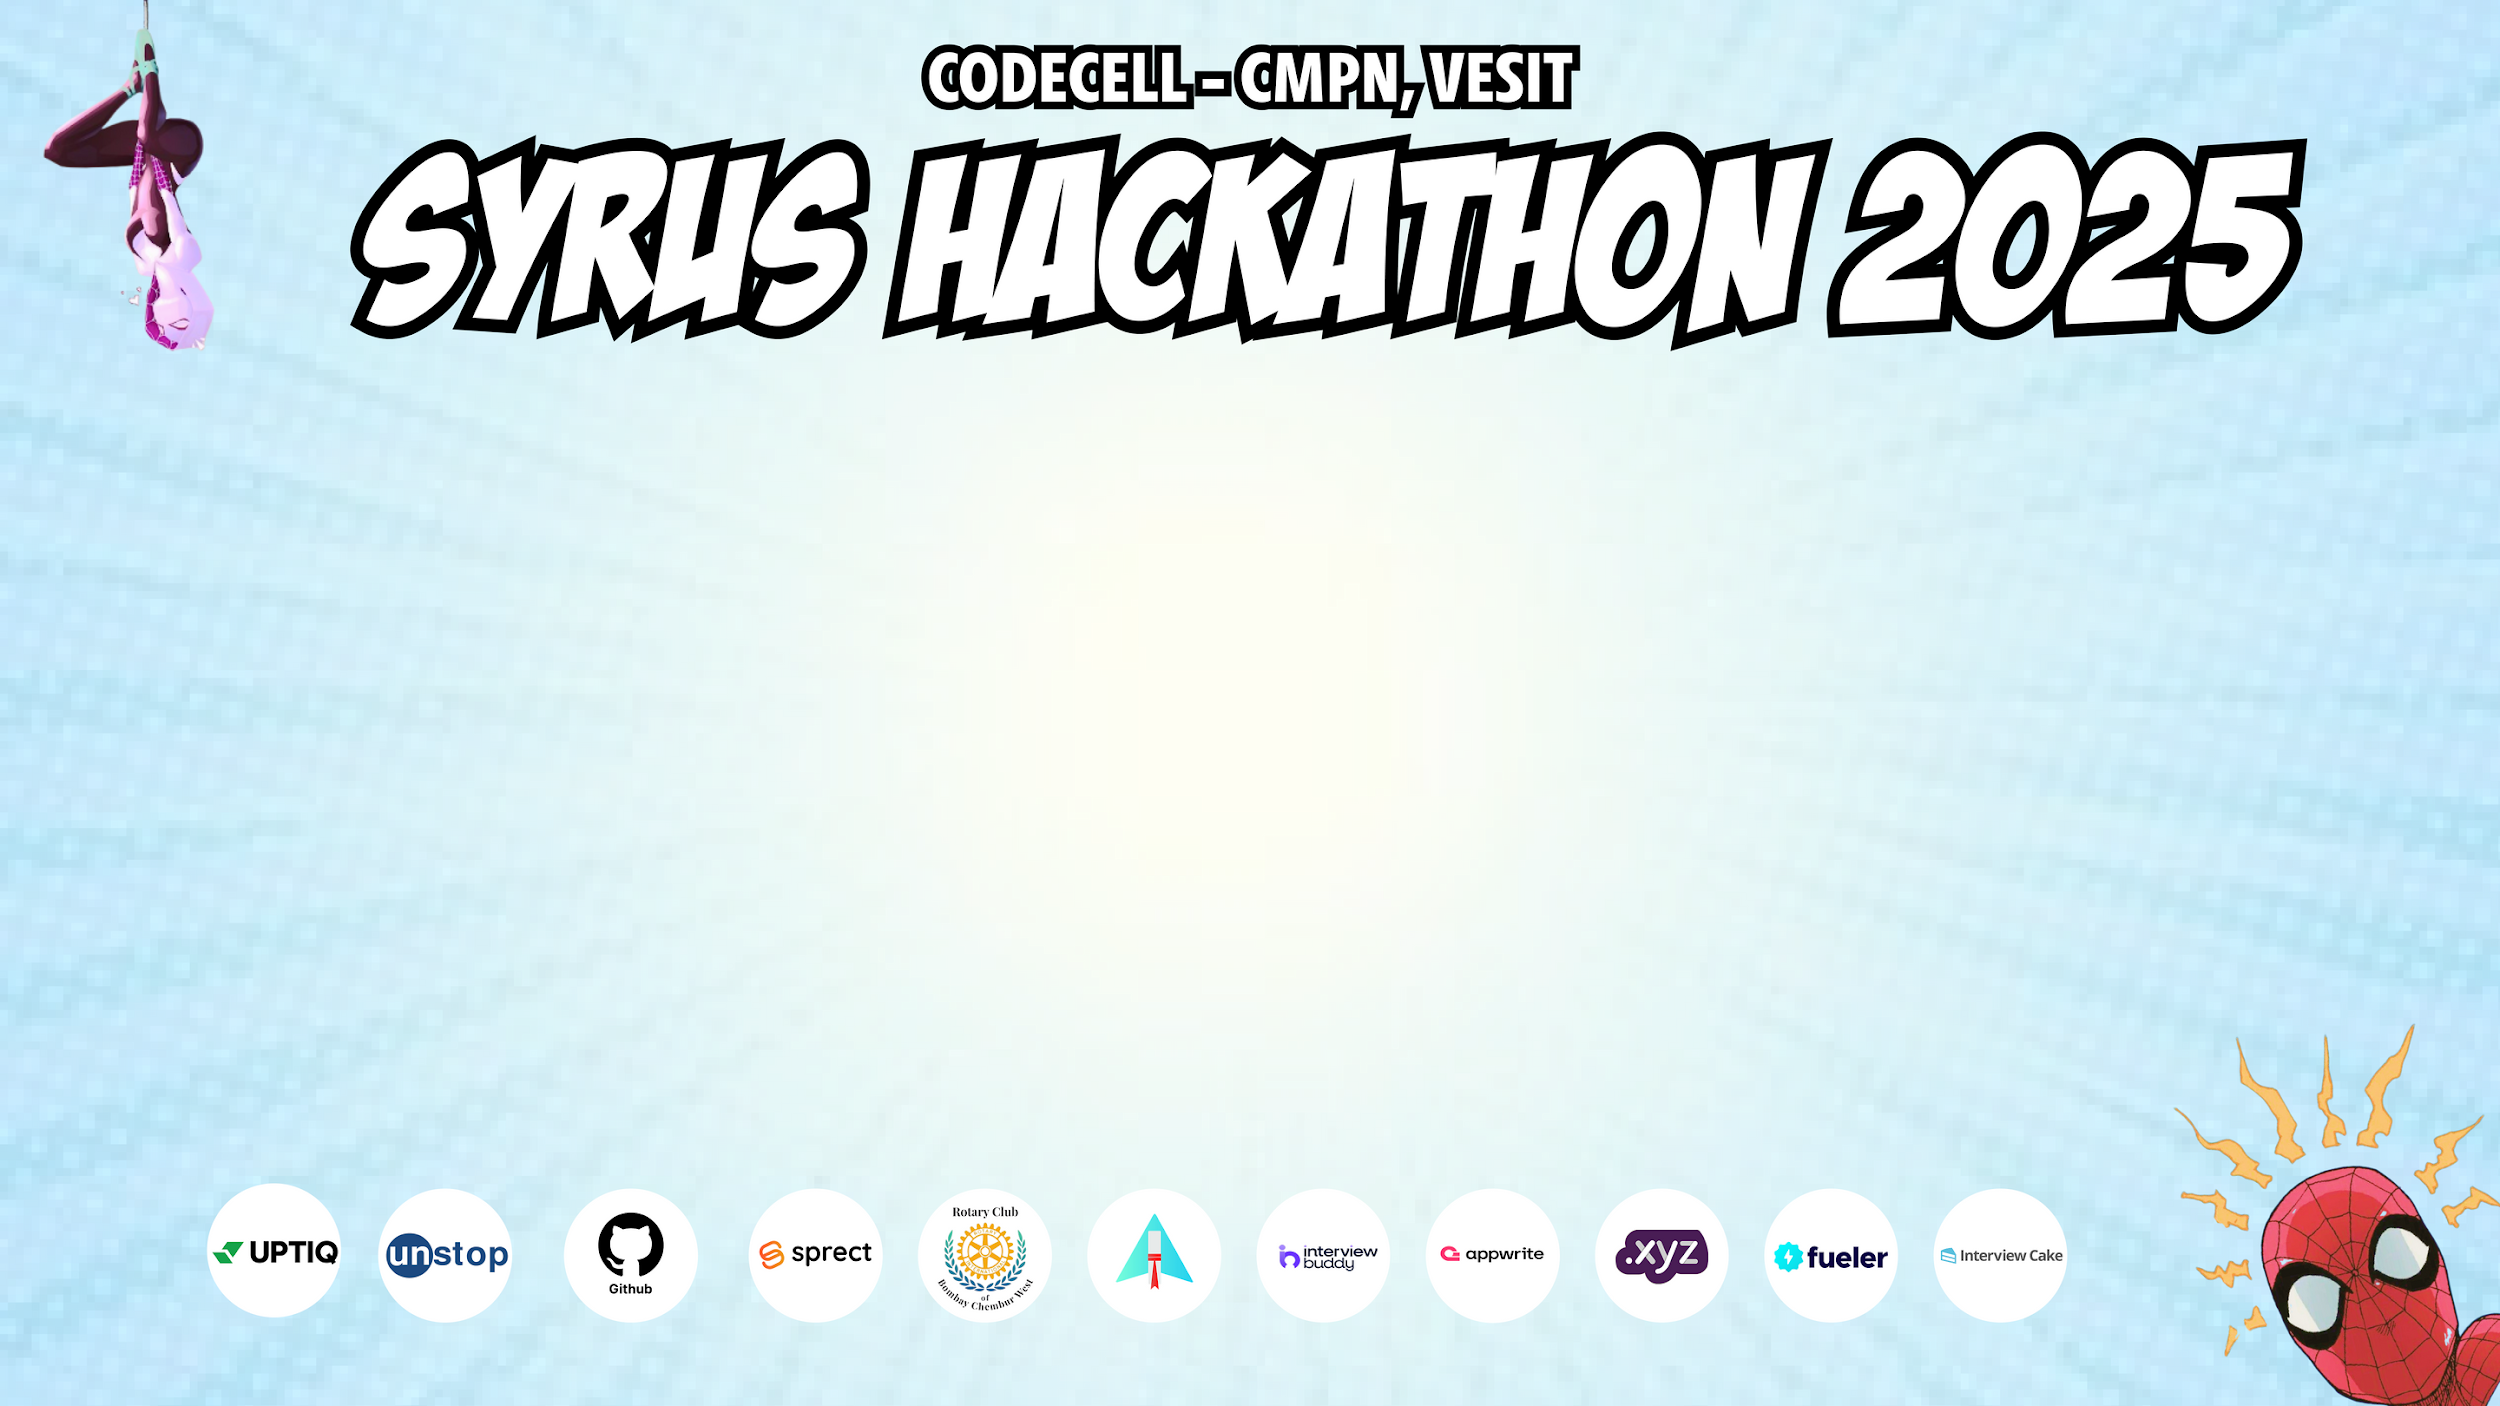 CODECELL - CMPN, VESIT
SYRUS HACKATHON 2025
UPTIQ
unstop
Github
sprect
Rotary Club
of
Bombay Chembur West
interview
buddy
appwrite
.xyz
fueler
Interview Cake